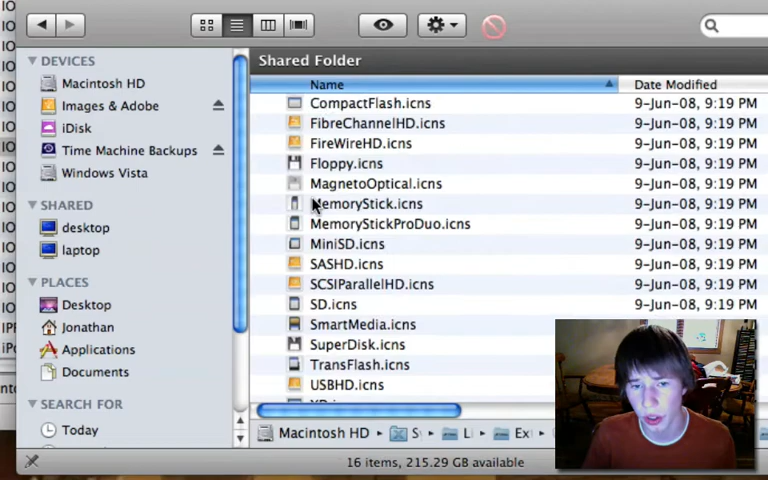 Shared Folder
DEVICES
Macintosh HD
Images & Adobe
iDisk
Time Machine Backups
Windows Vista
SHARED
desktop
laptop
PLACES
Desktop
Jonathan
Applications
Documents
SEARCH FOR
Today
Name Date Modified
CompactFlash.icns 9-Jun-08, 9:19 PM
FibreChannelHD.icns 9-Jun-08, 9:19 PM
FireWireHD.icns 9-Jun-08, 9:19 PM
Floppy.icns 9-Jun-08, 9:19 PM
MagnetoOptical.icns 9-Jun-08, 9:19 PM
MemoryStick.icns 9-Jun-08, 9:19 PM
MemoryStickProDuo.icns 9-Jun-08, 9:19 PM
MiniSD.icns 9-Jun-08, 9:19 PM
SASHD.icns 9-Jun-08, 9:19 PM
SCSIParallelHD.icns 9-Jun-08, 9:19 PM
SD.icns 9-Jun-08, 9:19 PM
SmartMedia.icns
SuperDisk.icns
TransFlash.icns
USBHD.icns
Macintosh HD S L Ex
16 items, 215.29 GB available